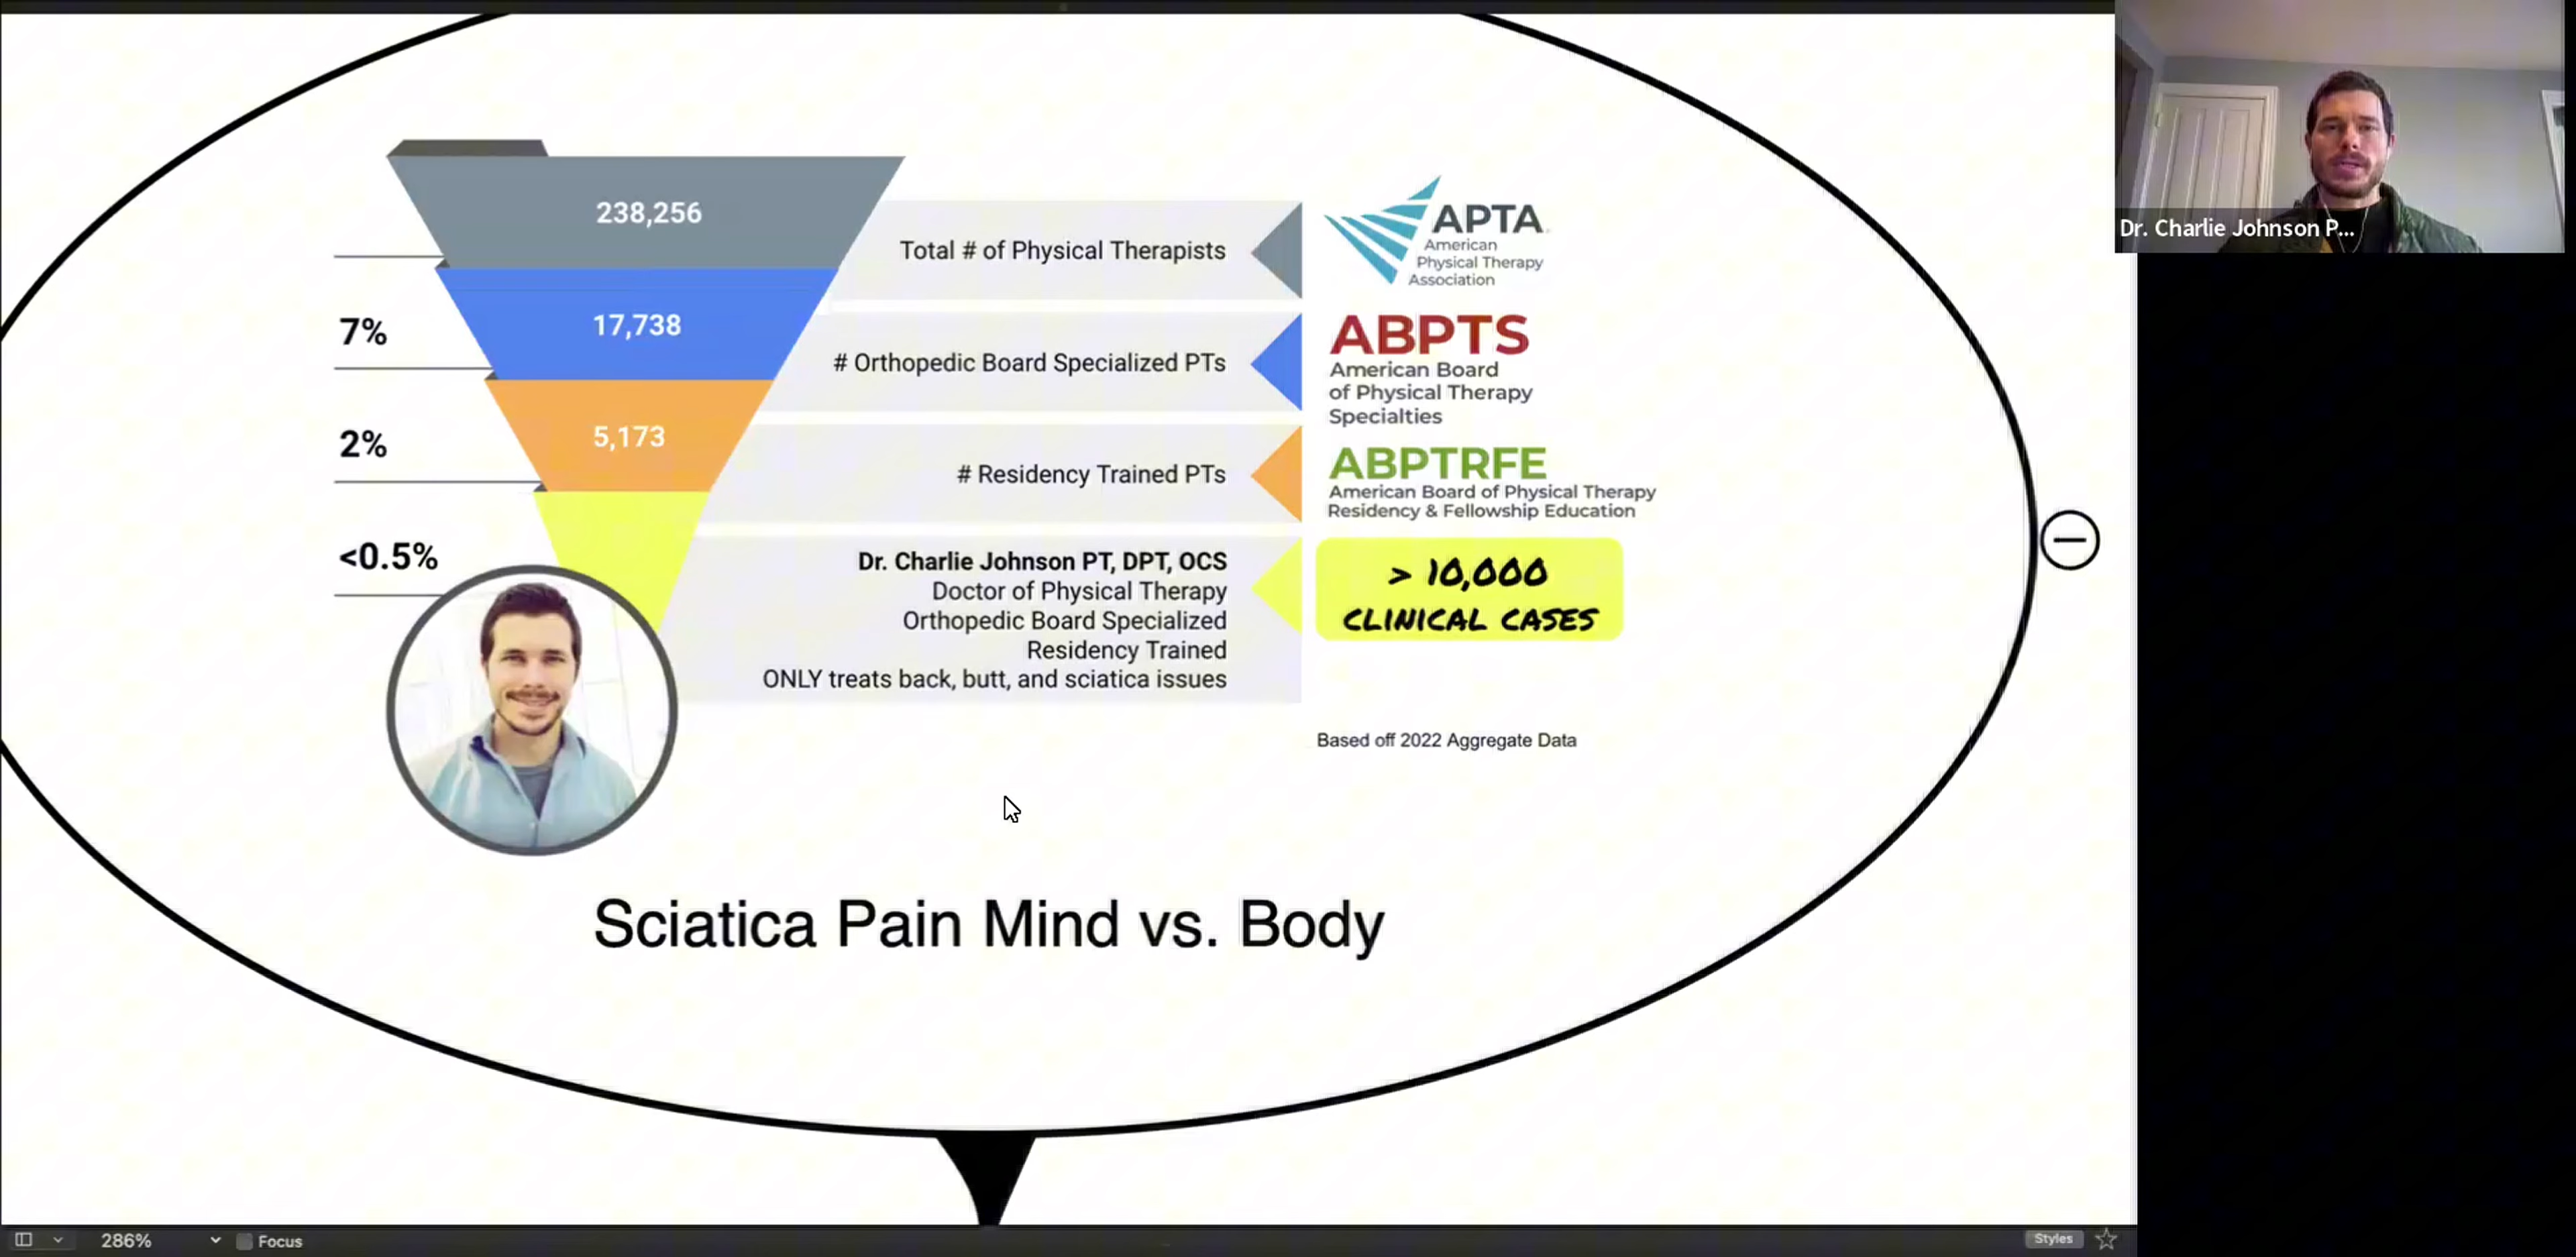 238,256
Total # of Physical Therapists
APTA
American
Physical Therapy
Association
7%
17,738
# Orthopedic Board Specialized PTs
ABPTS
American Board
of Physical Therapy
Specialties
2%
5,173
# Residency Trained PTs
ABPTRFE
American Board of Physical Therapy
Residency & Fellowship Education
<0.5%
Dr. Charlie Johnson PT, DPT, OCS
Doctor of Physical Therapy
Orthopedic Board Specialized
Residency Trained
ONLY treats back, butt, and sciatica issues
> 10,000
CLINICAL CASES
Based off 2022 Aggregate Data
Sciatica Pain Mind vs. Body
Dr. Charlie Johnson P...
286%
Focus
Styles